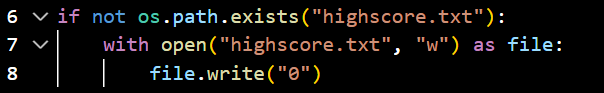 6 if not os.path.exists("highscore.txt"):
7     with open("highscore.txt", "w") as file:
8         file.write("0")